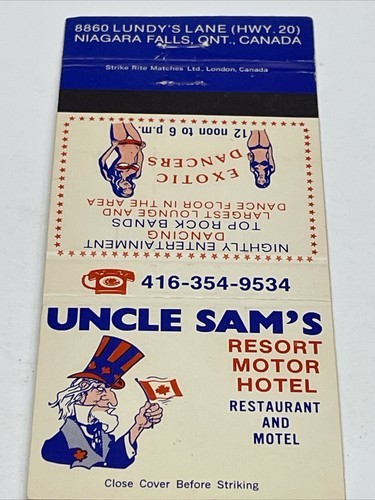 8860 LUNDY'S LANE (HWY. 20)
NIAGARA FALLS, ONT., CANADA
Strike Rite Matches Ltd., London, Canada
NIGHTLY ENTERTAINMENT
DANCING
TOP ROCK BANDS
LARGEST LOUNGE AND
DANCE FLOOR IN THE AREA
EXOTIC
DANCERS
12 noon to 6 p.m.
416-354-9534
UNCLE SAM'S
RESORT
MOTOR
HOTEL
RESTAURANT
AND
MOTEL
Close Cover Before Striking